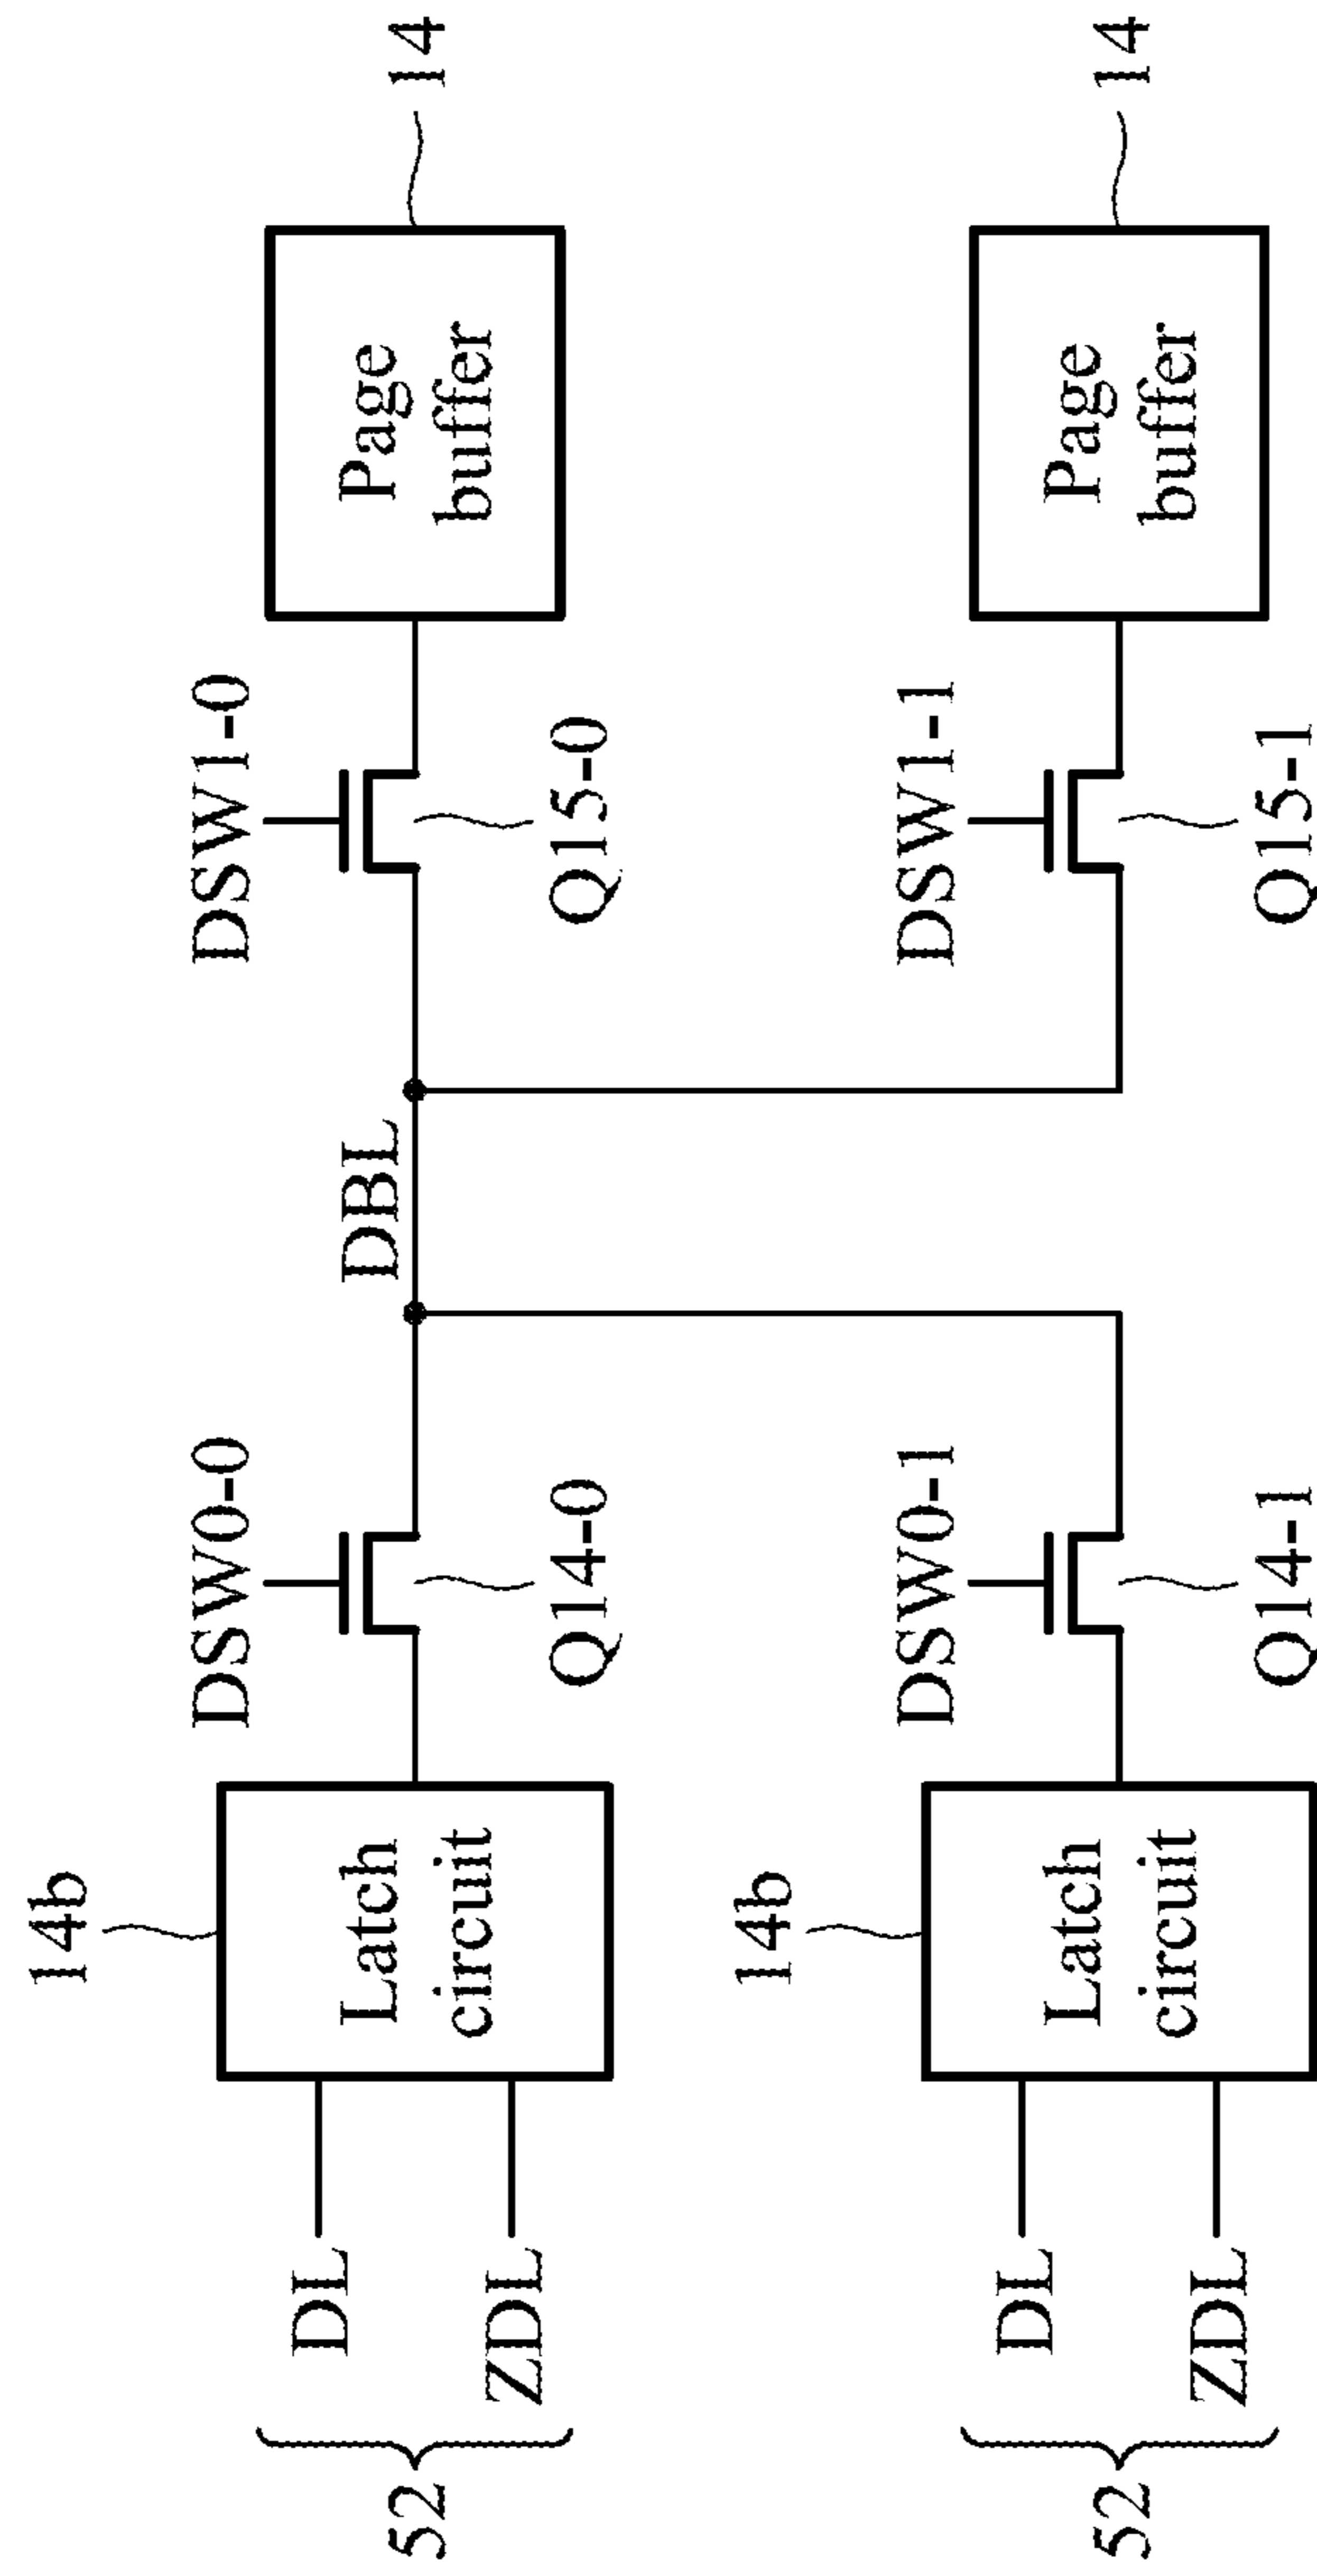 14b
DSW0-0
DBL
DSW1-0
52
DL
ZDL
Latch
circuit
Q14-0
Q15-0
Page
buffer
14
14b
DSW0-1
DSW1-1
52
DL
ZDL
Latch
circuit
Q14-1
Q15-1
Page
buffer
14